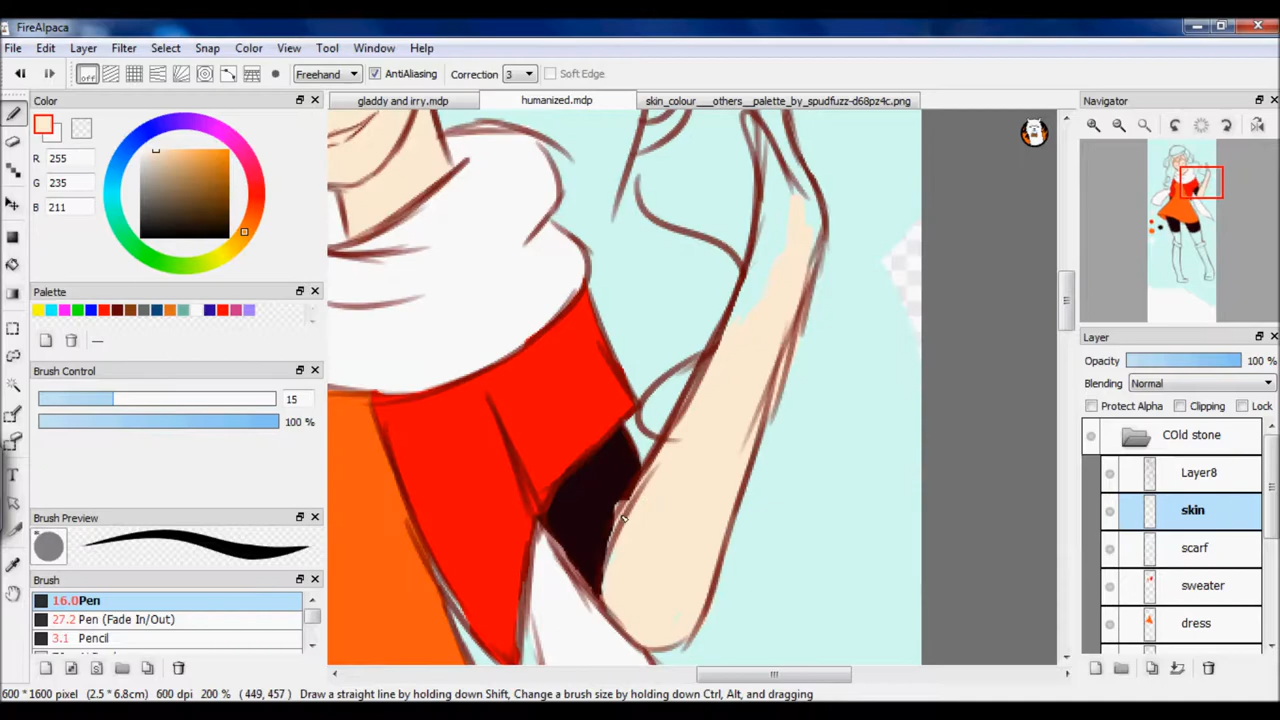 FireAlpaca
File Edit Layer Filter Select Snap Color View Tool Window Help
off Freehand AntiAliasing Correction 3 Soft Edge
Color
gladdy and irry.mdp humanized.mdp skin_colour___others__palette_by_spudfuzz-d68pz4c.png
Navigator
R 255
G 235
B 211
Palette
Brush Control
15
100 %
Brush Preview
Brush
16.0 Pen
27.2 Pen (Fade In/Out)
3.1 Pencil
Layer
Opacity 100 %
Blending Normal
Protect Alpha Clipping Lock
COld stone
Layer8
skin
scarf
sweater
dress
600 * 1600 pixel (2.5 * 6.8cm) 600 dpi 200 % (449, 457) Draw a straight line by holding down Shift, Change a brush size by holding down Ctrl, Alt, and dragging